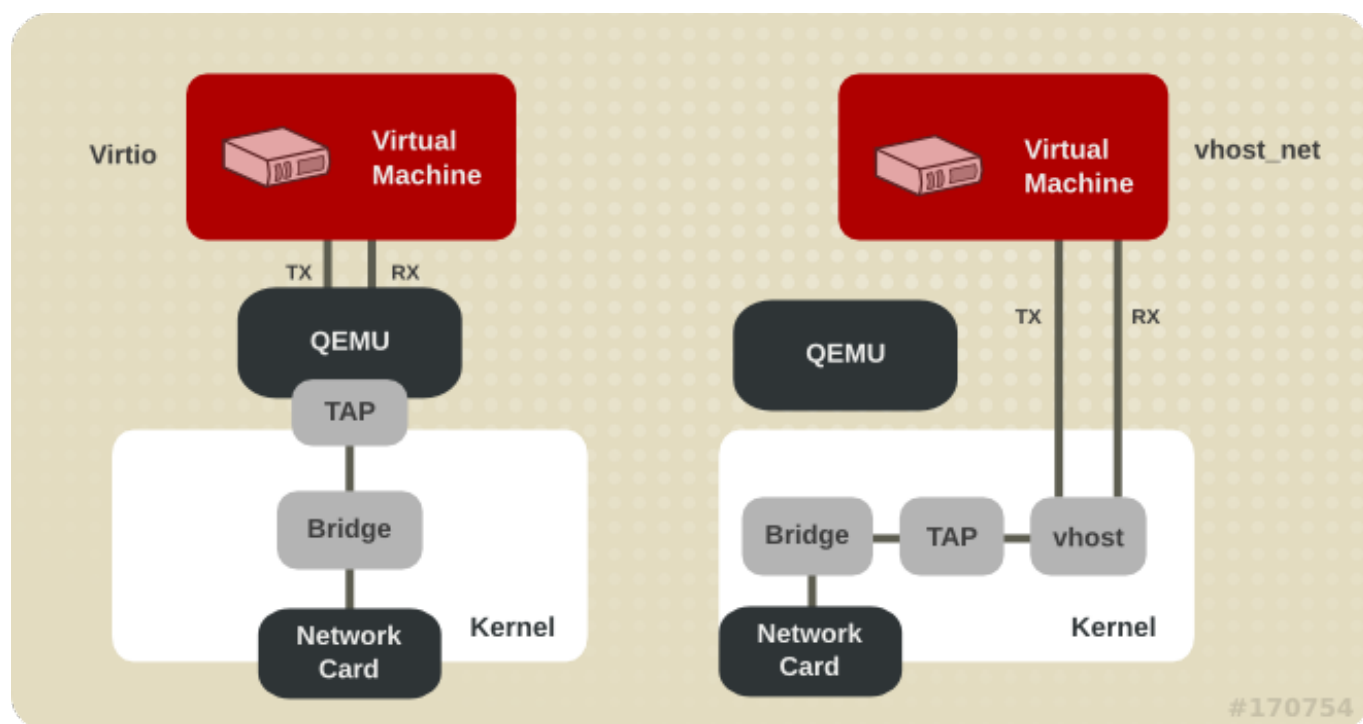 Virtio
Virtual
Machine
TX
RX
QEMU
TAP
Bridge
Network
Card
Kernel
Virtual
Machine
vhost_net
TX
RX
QEMU
Bridge
TAP
vhost
Network
Card
Kernel
#170754